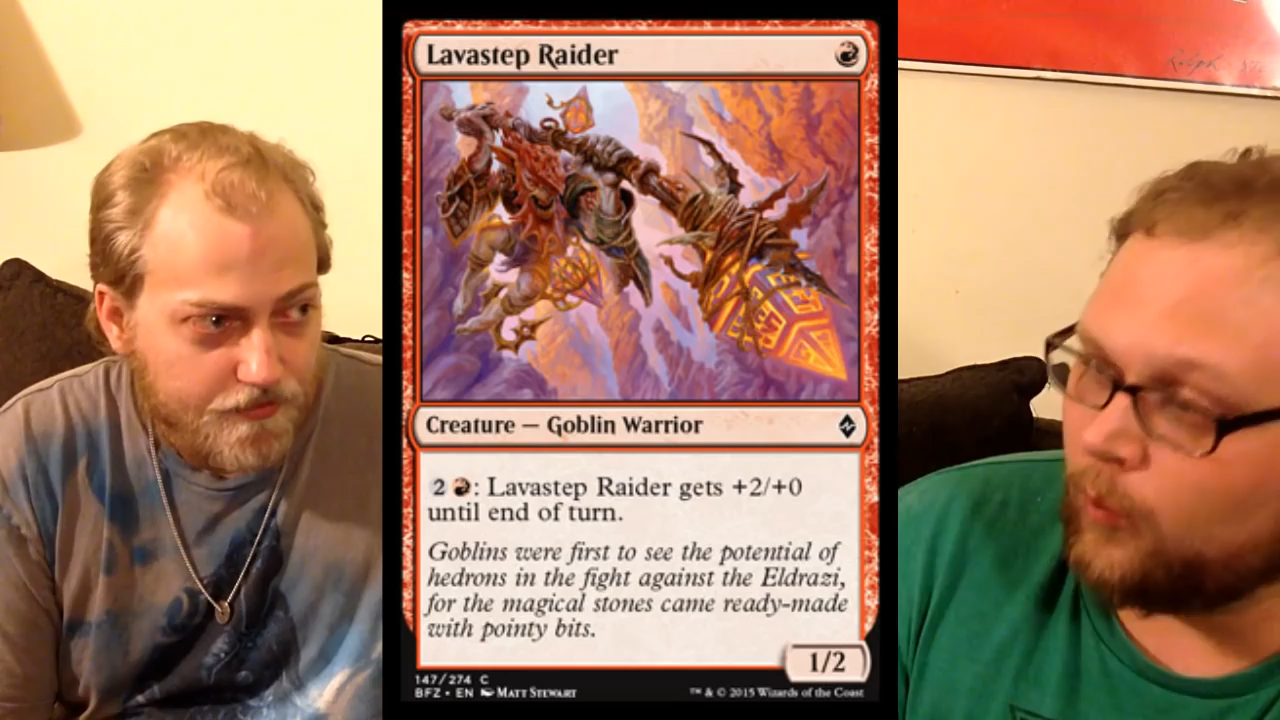 Lavastep Raider
Creature — Goblin Warrior
2 : Lavastep Raider gets +2/+0
until end of turn.
Goblins were first to see the potential of
hedrons in the fight against the Eldrazi,
for the magical stones came ready-made
with pointy bits.
1/2
147/274 C
BFZ • EN Matt Stewart
™ & © 2015 Wizards of the Coast